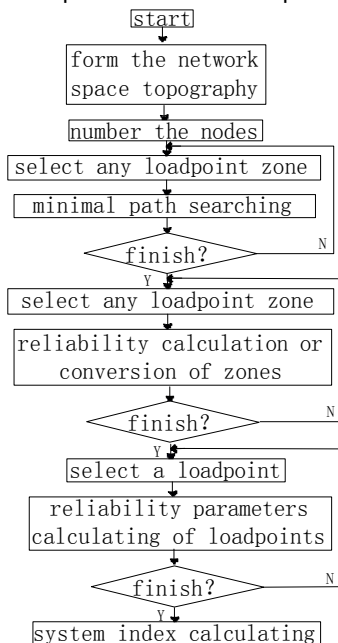 start
form the network
space topography
number the nodes
select any loadpoint zone
minimal path searching
finish?
N
Y
select any loadpoint zone
reliability calculation or
conversion of zones
finish?
N
Y
select a loadpoint
reliability parameters
calculating of loadpoints
finish?
N
Y
system index calculating